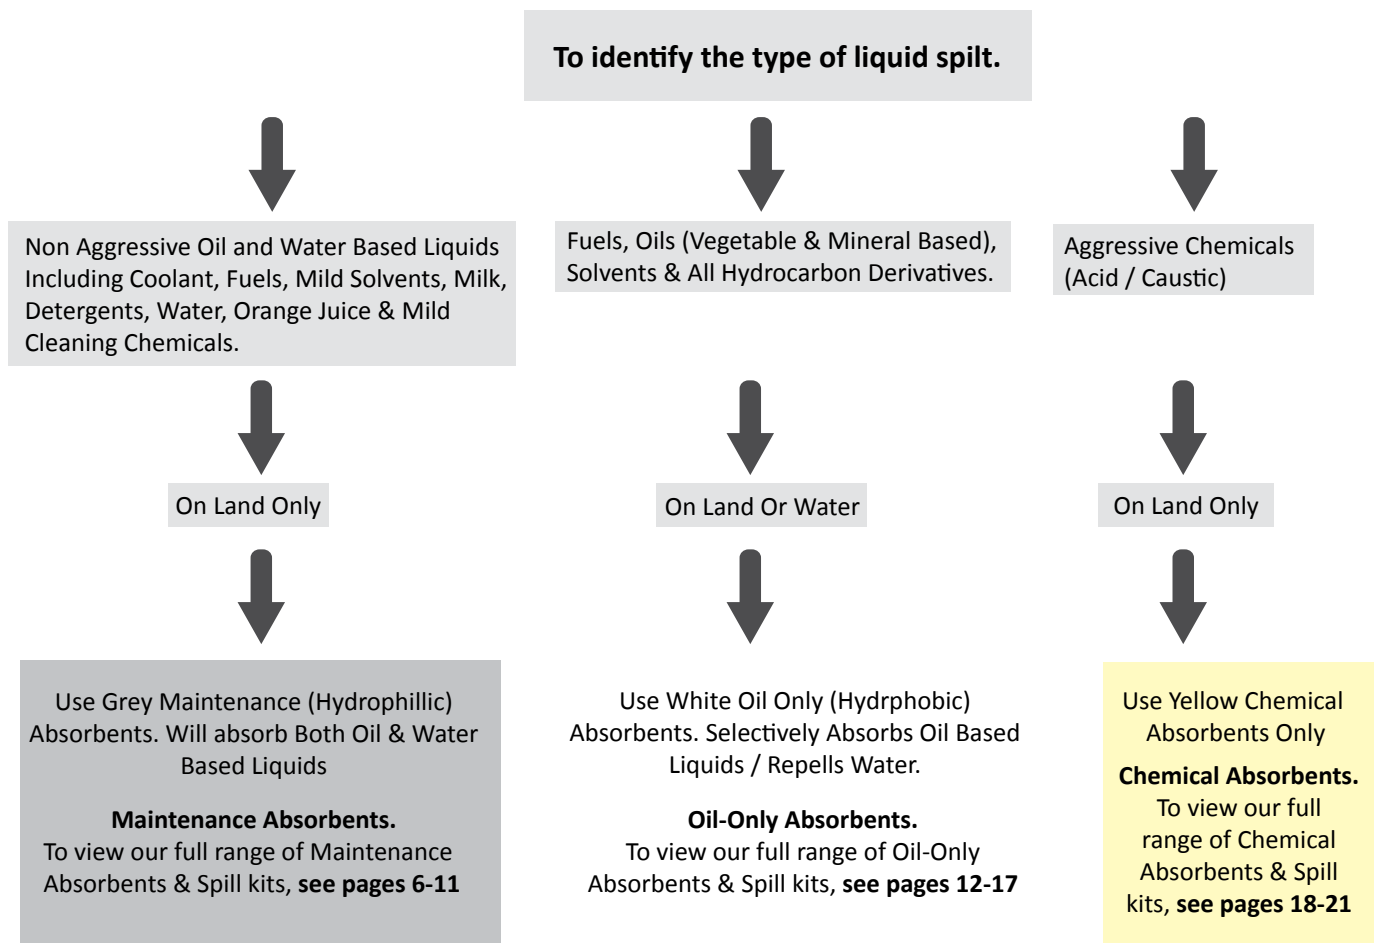 To identify the type of liquid spilt.
Non Aggressive Oil and Water Based Liquids
Including Coolant, Fuels, Mild Solvents, Milk,
Detergents, Water, Orange Juice & Mild
Cleaning Chemicals.
Fuels, Oils (Vegetable & Mineral Based),
Solvents & All Hydrocarbon Derivatives.
Aggressive Chemicals
(Acid / Caustic)
On Land Only
On Land Or Water
On Land Only
Use Grey Maintenance (Hydrophillic)
Absorbents. Will absorb Both Oil & Water
Based Liquids
Maintenance Absorbents.
To view our full range of Maintenance
Absorbents & Spill kits, see pages 6-11
Use White Oil Only (Hydrphobic)
Absorbents. Selectively Absorbs Oil Based
Liquids / Repells Water.
Oil-Only Absorbents.
To view our full range of Oil-Only
Absorbents & Spill kits, see pages 12-17
Use Yellow Chemical
Absorbents Only
Chemical Absorbents.
To view our full
range of Chemical
Absorbents & Spill
kits, see pages 18-21